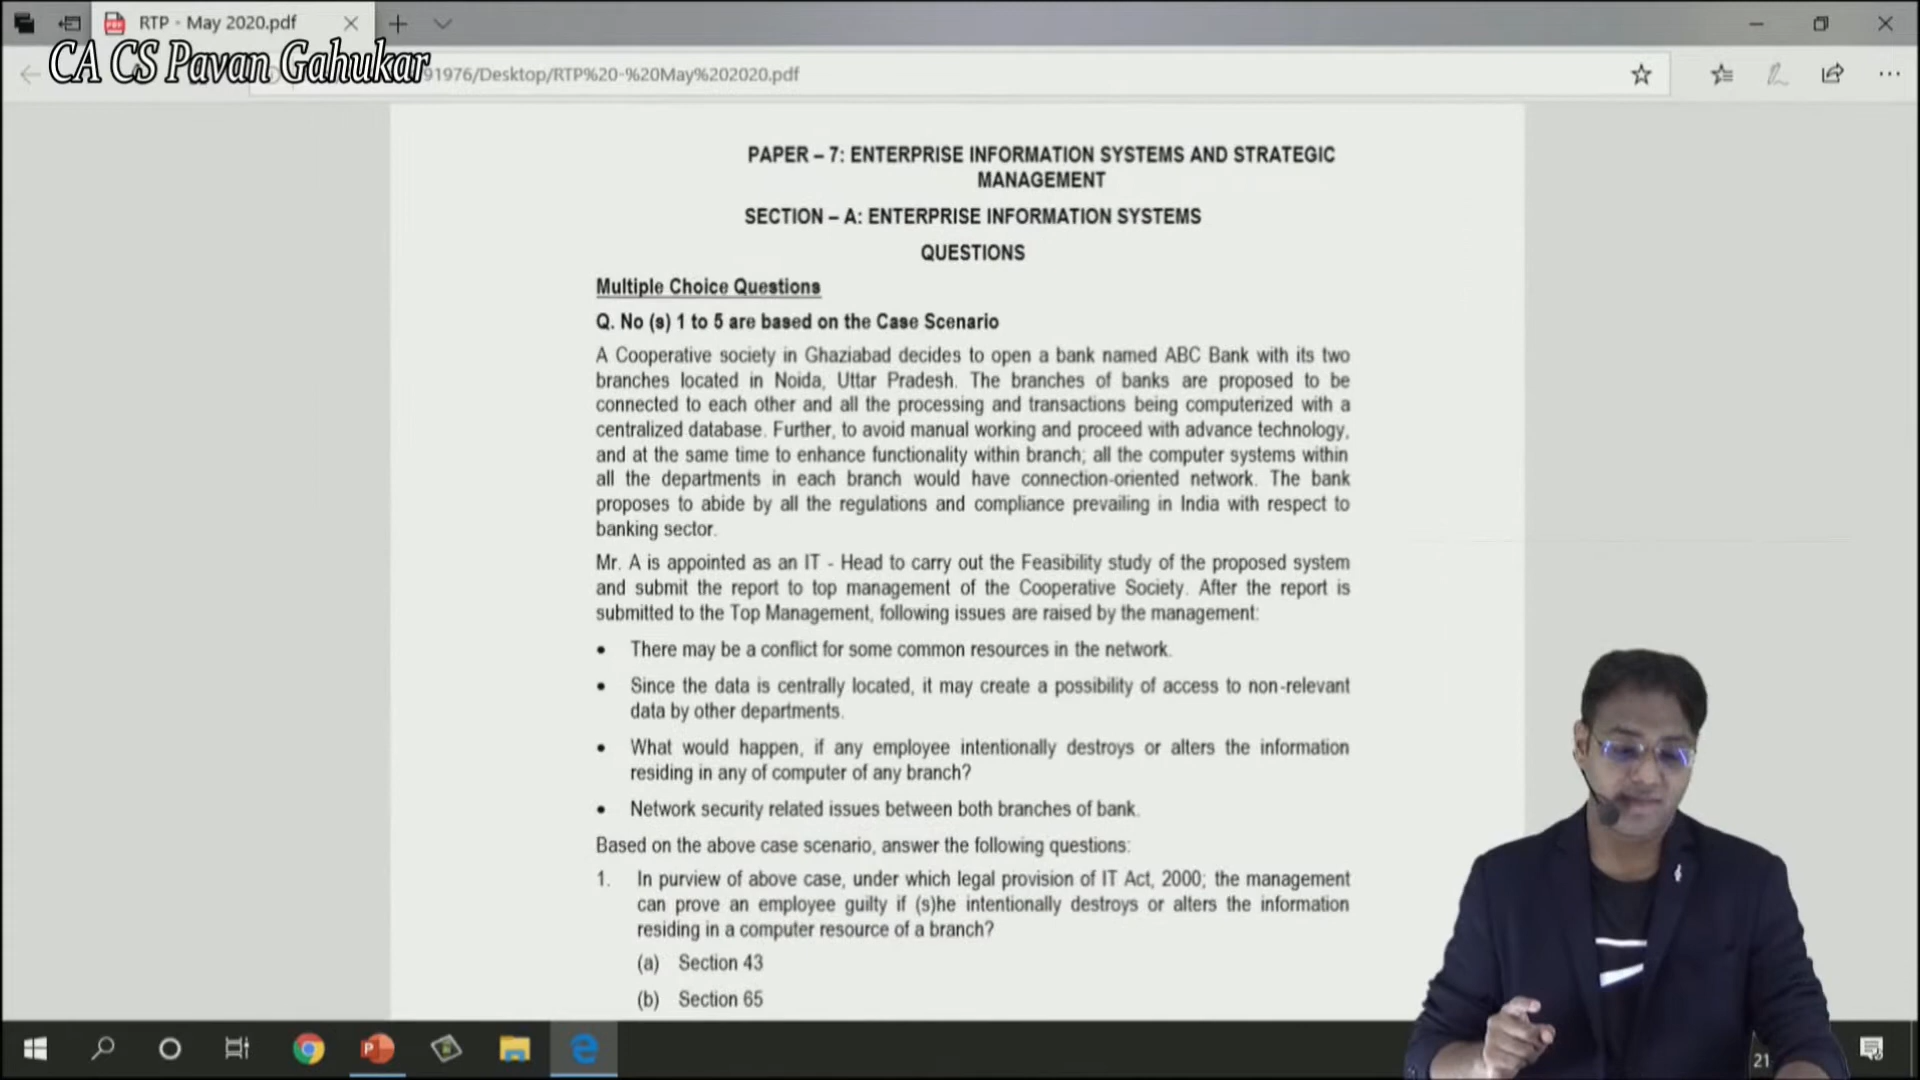 RTP - May 2020.pdf
CA CS Pavan Gahukar
91976/Desktop/RTP%20-%20May%202020.pdf
PAPER – 7: ENTERPRISE INFORMATION SYSTEMS AND STRATEGIC
MANAGEMENT
SECTION – A: ENTERPRISE INFORMATION SYSTEMS
QUESTIONS
Multiple Choice Questions
Q. No (s) 1 to 5 are based on the Case Scenario
A Cooperative society in Ghaziabad decides to open a bank named ABC Bank with its two
branches located in Noida, Uttar Pradesh. The branches of banks are proposed to be
connected to each other and all the processing and transactions being computerized with a
centralized database. Further, to avoid manual working and proceed with advance technology,
and at the same time to enhance functionality within branch; all the computer systems within
all the departments in each branch would have connection-oriented network. The bank
proposes to abide by all the regulations and compliance prevailing in India with respect to
banking sector.
Mr. A is appointed as an IT - Head to carry out the Feasibility study of the proposed system
and submit the report to top management of the Cooperative Society. After the report is
submitted to the Top Management, following issues are raised by the management:
• There may be a conflict for some common resources in the network.
• Since the data is centrally located, it may create a possibility of access to non-relevant
data by other departments.
• What would happen, if any employee intentionally destroys or alters the information
residing in any of computer of any branch?
• Network security related issues between both branches of bank.
Based on the above case scenario, answer the following questions:
1. In purview of above case, under which legal provision of IT Act, 2000; the management
can prove an employee guilty if (s)he intentionally destroys or alters the information
residing in a computer resource of a branch?
(a) Section 43
(b) Section 65
21